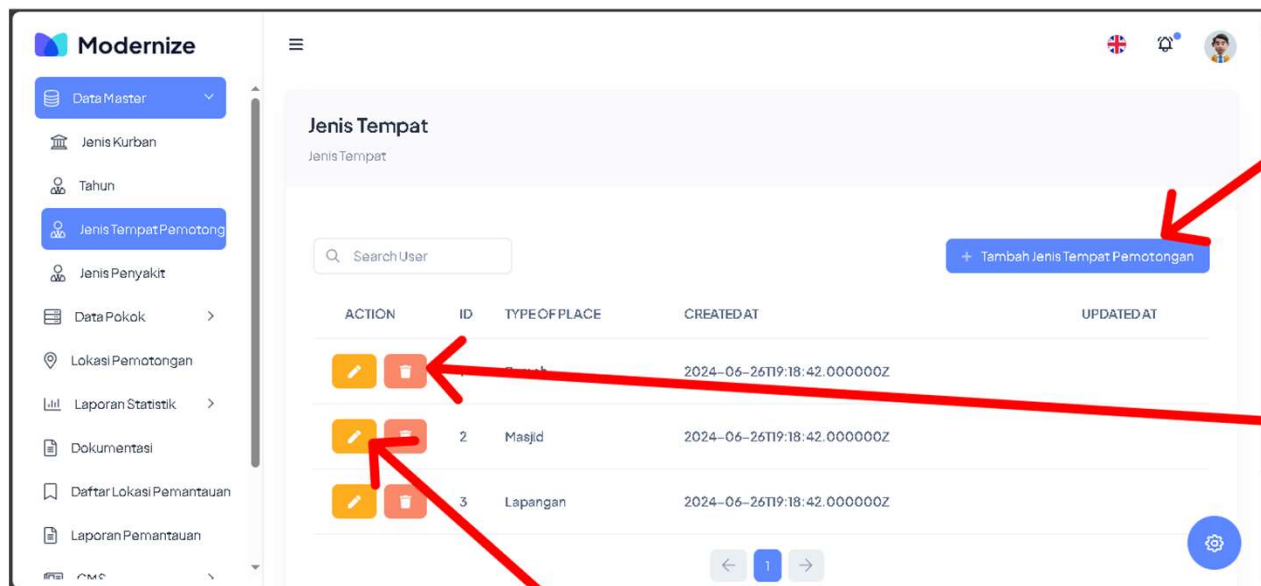 Modernize
Data Master
Jenis Kurban
Tahun
Jenis Tempat Pemotong
Jenis Penyakit
Data Pokok
Lokasi Pemotongan
Laporan Statistik
Dokumentasi
Daftar Lokasi Pemantauan
Laporan Pemantauan
CMS
Jenis Tempat
Jenis Tempat
Search User
+ Tambah Jenis Tempat Pemotongan
ACTION ID TYPE OF PLACE CREATED AT UPDATED AT
2024-06-26T19:18:42.000000Z
2 Masjid 2024-06-26T19:18:42.000000Z
3 Lapangan 2024-06-26T19:18:42.000000Z
1